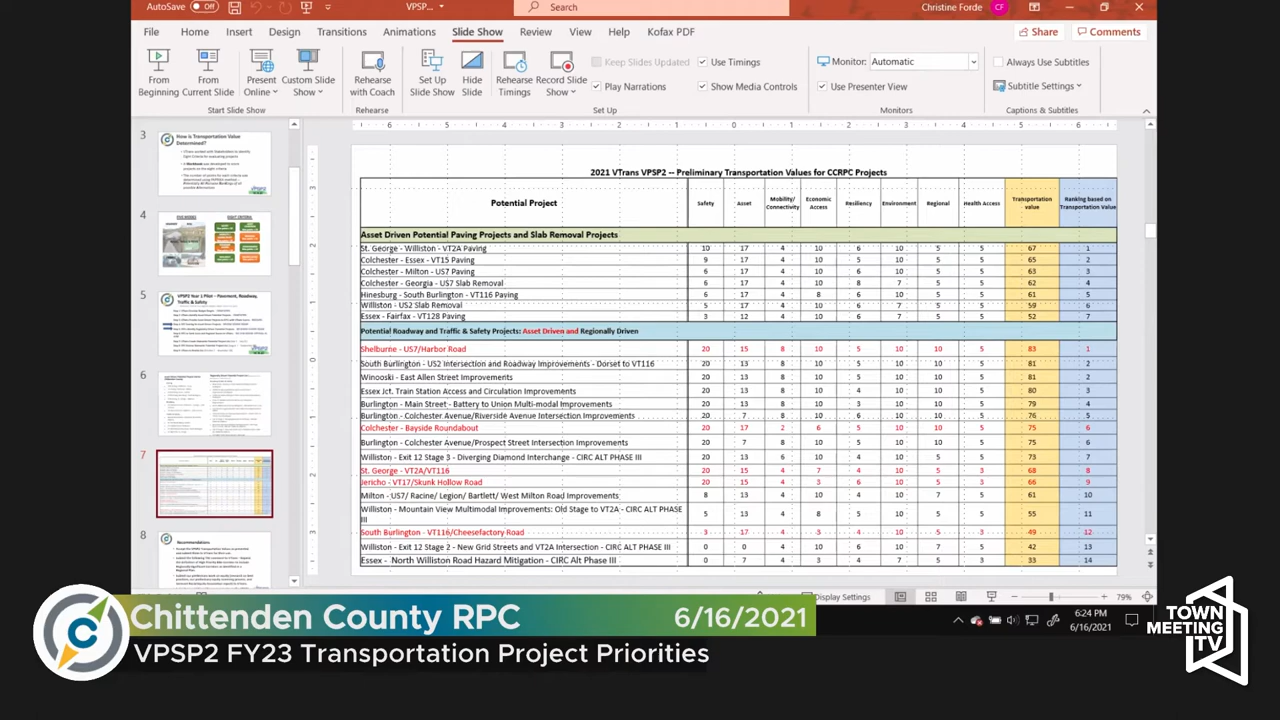 AutoSave Off VPSP... Search Christine Forde CF
File Home Insert Design Transitions Animations Slide Show Review View Help Kofax PDF Share Comments
From Beginning
From Current Slide
Present Online
Custom Slide Show
Rehearse with Coach
Set Up Slide Show
Hide Slide
Rehearse Timings
Record Slide Show
Keep Slides Updated
Play Narrations
Use Timings
Show Media Controls
Monitor: Automatic
Use Presenter View
Always Use Subtitles
Subtitle Settings
Start Slide Show Rehearse Set Up Monitors Captions & Subtitles
3
How is Transportation Value Determined?
4
5
VPSP2 Year 1 Pilot - Pavement, Roadway, Traffic & Safety
6
7
8
Recommendations:
2021 VTrans VPSP2 -- Preliminary Transportation Values for CCRPC Projects
Potential Project Safety Asset Mobility/ Connectivity Economic Access Resiliency Environment Regional Health Access Transportation value Ranking based on Transportation Value
Asset Driven Potential Paving Projects and Slab Removal Projects
St. George - Williston - VT2A Paving 10 17 4 10 6 10 5 5 67 1
Colchester - Essex - VT15 Paving 9 17 4 10 5 10 5 5 65 2
Colchester - Milton - US7 Paving 6 17 4 10 6 10 5 5 63 3
Colchester - Georgia - US7 Slab Removal 6 17 4 10 8 7 5 5 62 4
Hinesburg - South Burlington - VT116 Paving 6 17 4 8 6 10 5 5 61 5
Williston - US2 Slab Removal 5 17 4 10 6 7 5 5 59 6
Essex - Fairfax - VT128 Paving 3 12 4 10 6 7 5 5 52 7
Potential Roadway and Traffic & Safety Projects: Asset Driven and Regionally Driven
Shelburne - US7/Harbor Road 20 15 8 10 5 10 10 5 83 1
South Burlington - US2 Intersection and Roadway Improvements - Dorset to VT116 20 13 8 10 5 10 10 5 81 2
Winooski - East Allen Street Improvements 20 13 8 10 5 10 10 5 81 2
Essex Jct. Train Station Access and Circulation Improvements 20 13 8 10 4 10 10 5 80 3
Burlington - Main Street - Battery to Union Multi-modal Improvements 20 13 8 10 3 10 10 5 79 4
Burlington - Colchester Avenue/Riverside Avenue Intersection Improvements 20 7 8 10 6 10 10 5 76 5
Colchester - Bayside Roundabout 20 17 2 6 5 10 10 5 75 6
Burlington - Colchester Avenue/Prospect Street Intersection Improvements 20 7 8 10 5 10 10 5 75 6
Williston - Exit 12 Stage 3 - Diverging Diamond Interchange - CIRC ALT PHASE III 20 13 6 10 4 10 5 5 73 7
St. George - VT2A/VT116 20 15 4 7 4 10 5 3 68 8
Jericho - VT17/Skunk Hollow Road 20 15 4 3 6 10 5 3 66 9
Milton - US7/ Racine/ Legion/ Bartlett/ West Milton Road Improvements 8 13 4 10 4 10 7 5 61 10
Williston - Mountain View Multimodal Improvements: Old Stage to VT2A - CIRC ALT PHASE III 5 13 4 8 5 10 5 5 55 11
South Burlington - VT116/Cheesefactory Road 3 17 4 3 4 10 5 3 49 12
Williston - Exit 12 Stage 2 - New Grid Streets and VT2A Intersection - CIRC ALT PHASE III 0 0 4 10 6 10 7 5 42 13
Essex - North Williston Road Hazard Mitigation - CIRC Alt Phase III 0 7 4 3 4 7 5 3 33 14
Display Settings 79%
6:24 PM
6/16/2021
Chittenden County RPC 6/16/2021
VPSP2 FY23 Transportation Project Priorities
TOWN
MEETING
TV